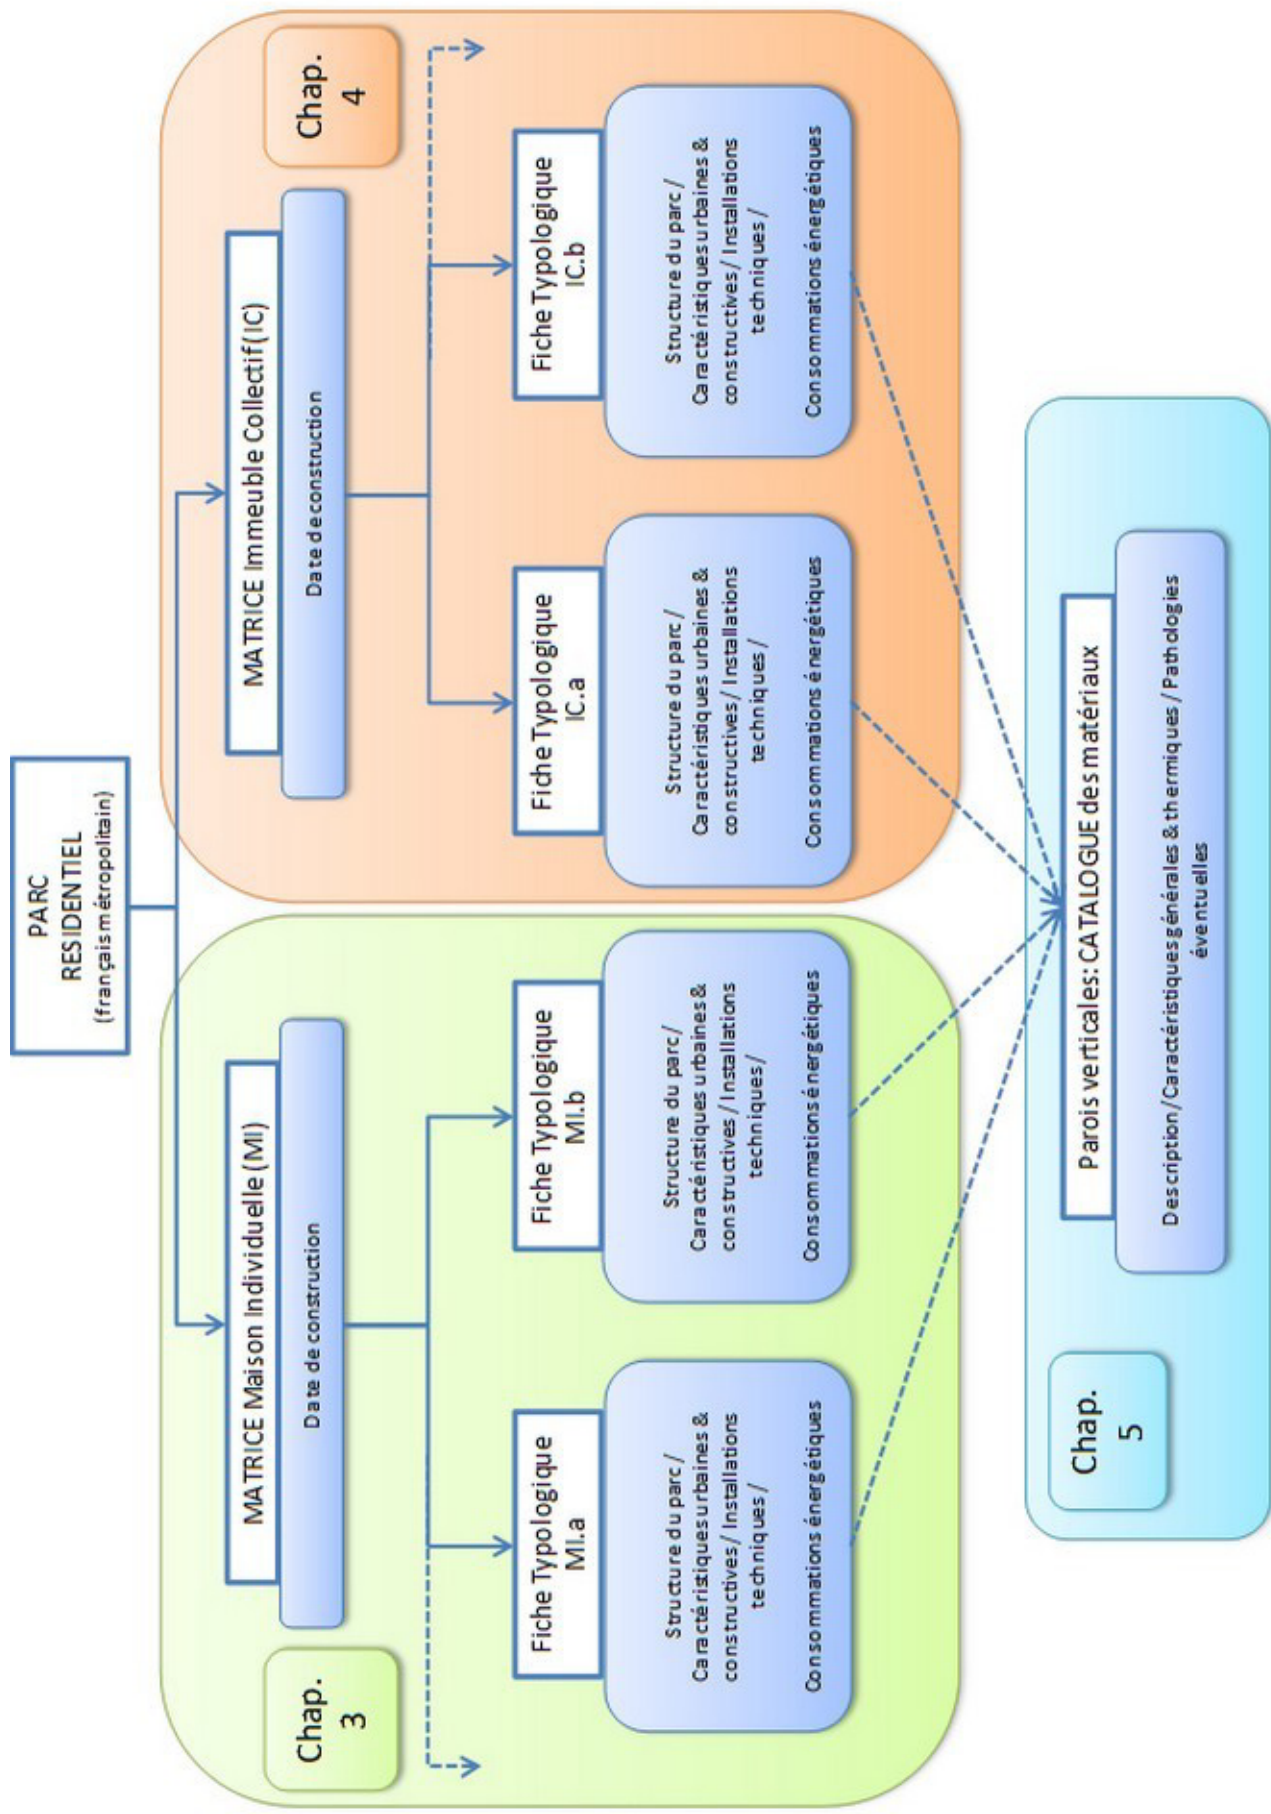 PARC
RESIDENTIEL
(français métropolitain)
Chap.
3
MATRICE Maison Individuelle (MI)
Date de construction
Fiche Typologique
MI.a
Structure du parc /
Caractéristiques urbaines &
constructives / Installations
techniques /
Consommations énergétiques
Fiche Typologique
MI.b
Structure du parc /
Caractéristiques urbaines &
constructives / Installations
techniques /
Consommations énergétiques
MATRICE Immeuble Collectif (IC)
Date de construction
Chap.
4
Fiche Typologique
IC.a
Structure du parc /
Caractéristiques urbaines &
constructives / Installations
techniques /
Consommations énergétiques
Fiche Typologique
IC.b
Structure du parc /
Caractéristiques urbaines &
constructives / Installations
techniques /
Consommations énergétiques
Chap.
5
Parois verticales: CATALOGUE des matériaux
Description / Caractéristiques générales & thermiques / Pathologies
éventuelles